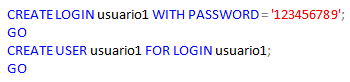 CREATE LOGIN usuario1 WITH PASSWORD = '123456789';
GO
CREATE USER usuario1 FOR LOGIN usuario1;
GO